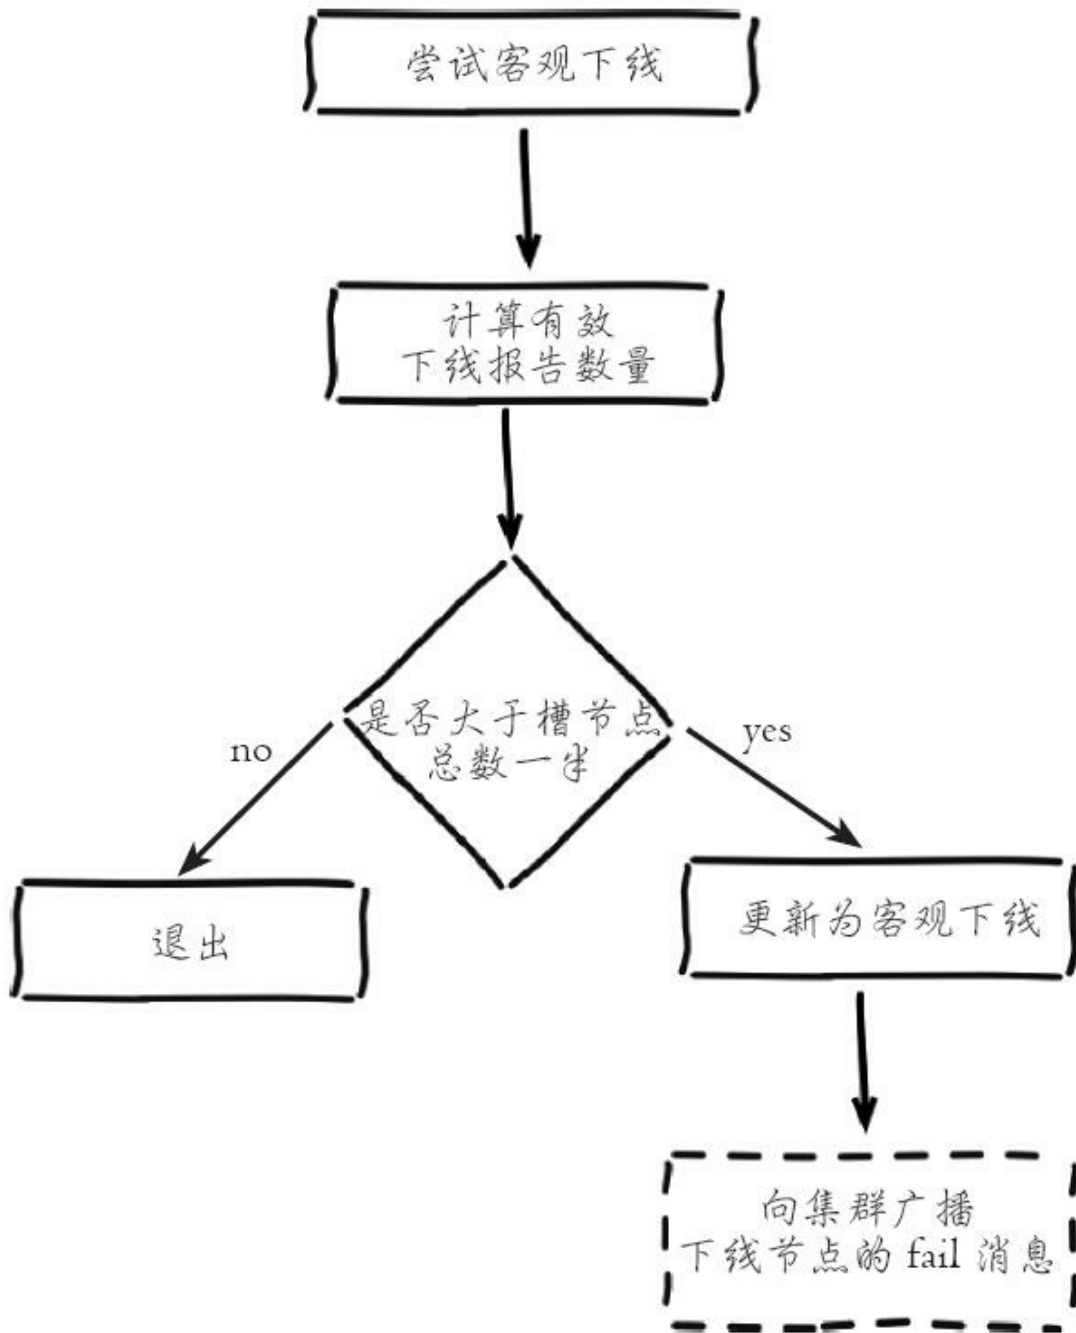 尝试客观下线
计算有效
下线报告数量
是否大于槽节点
总数一半
no
yes
退出
更新为客观下线
向集群广播
下线节点的 fail 消息